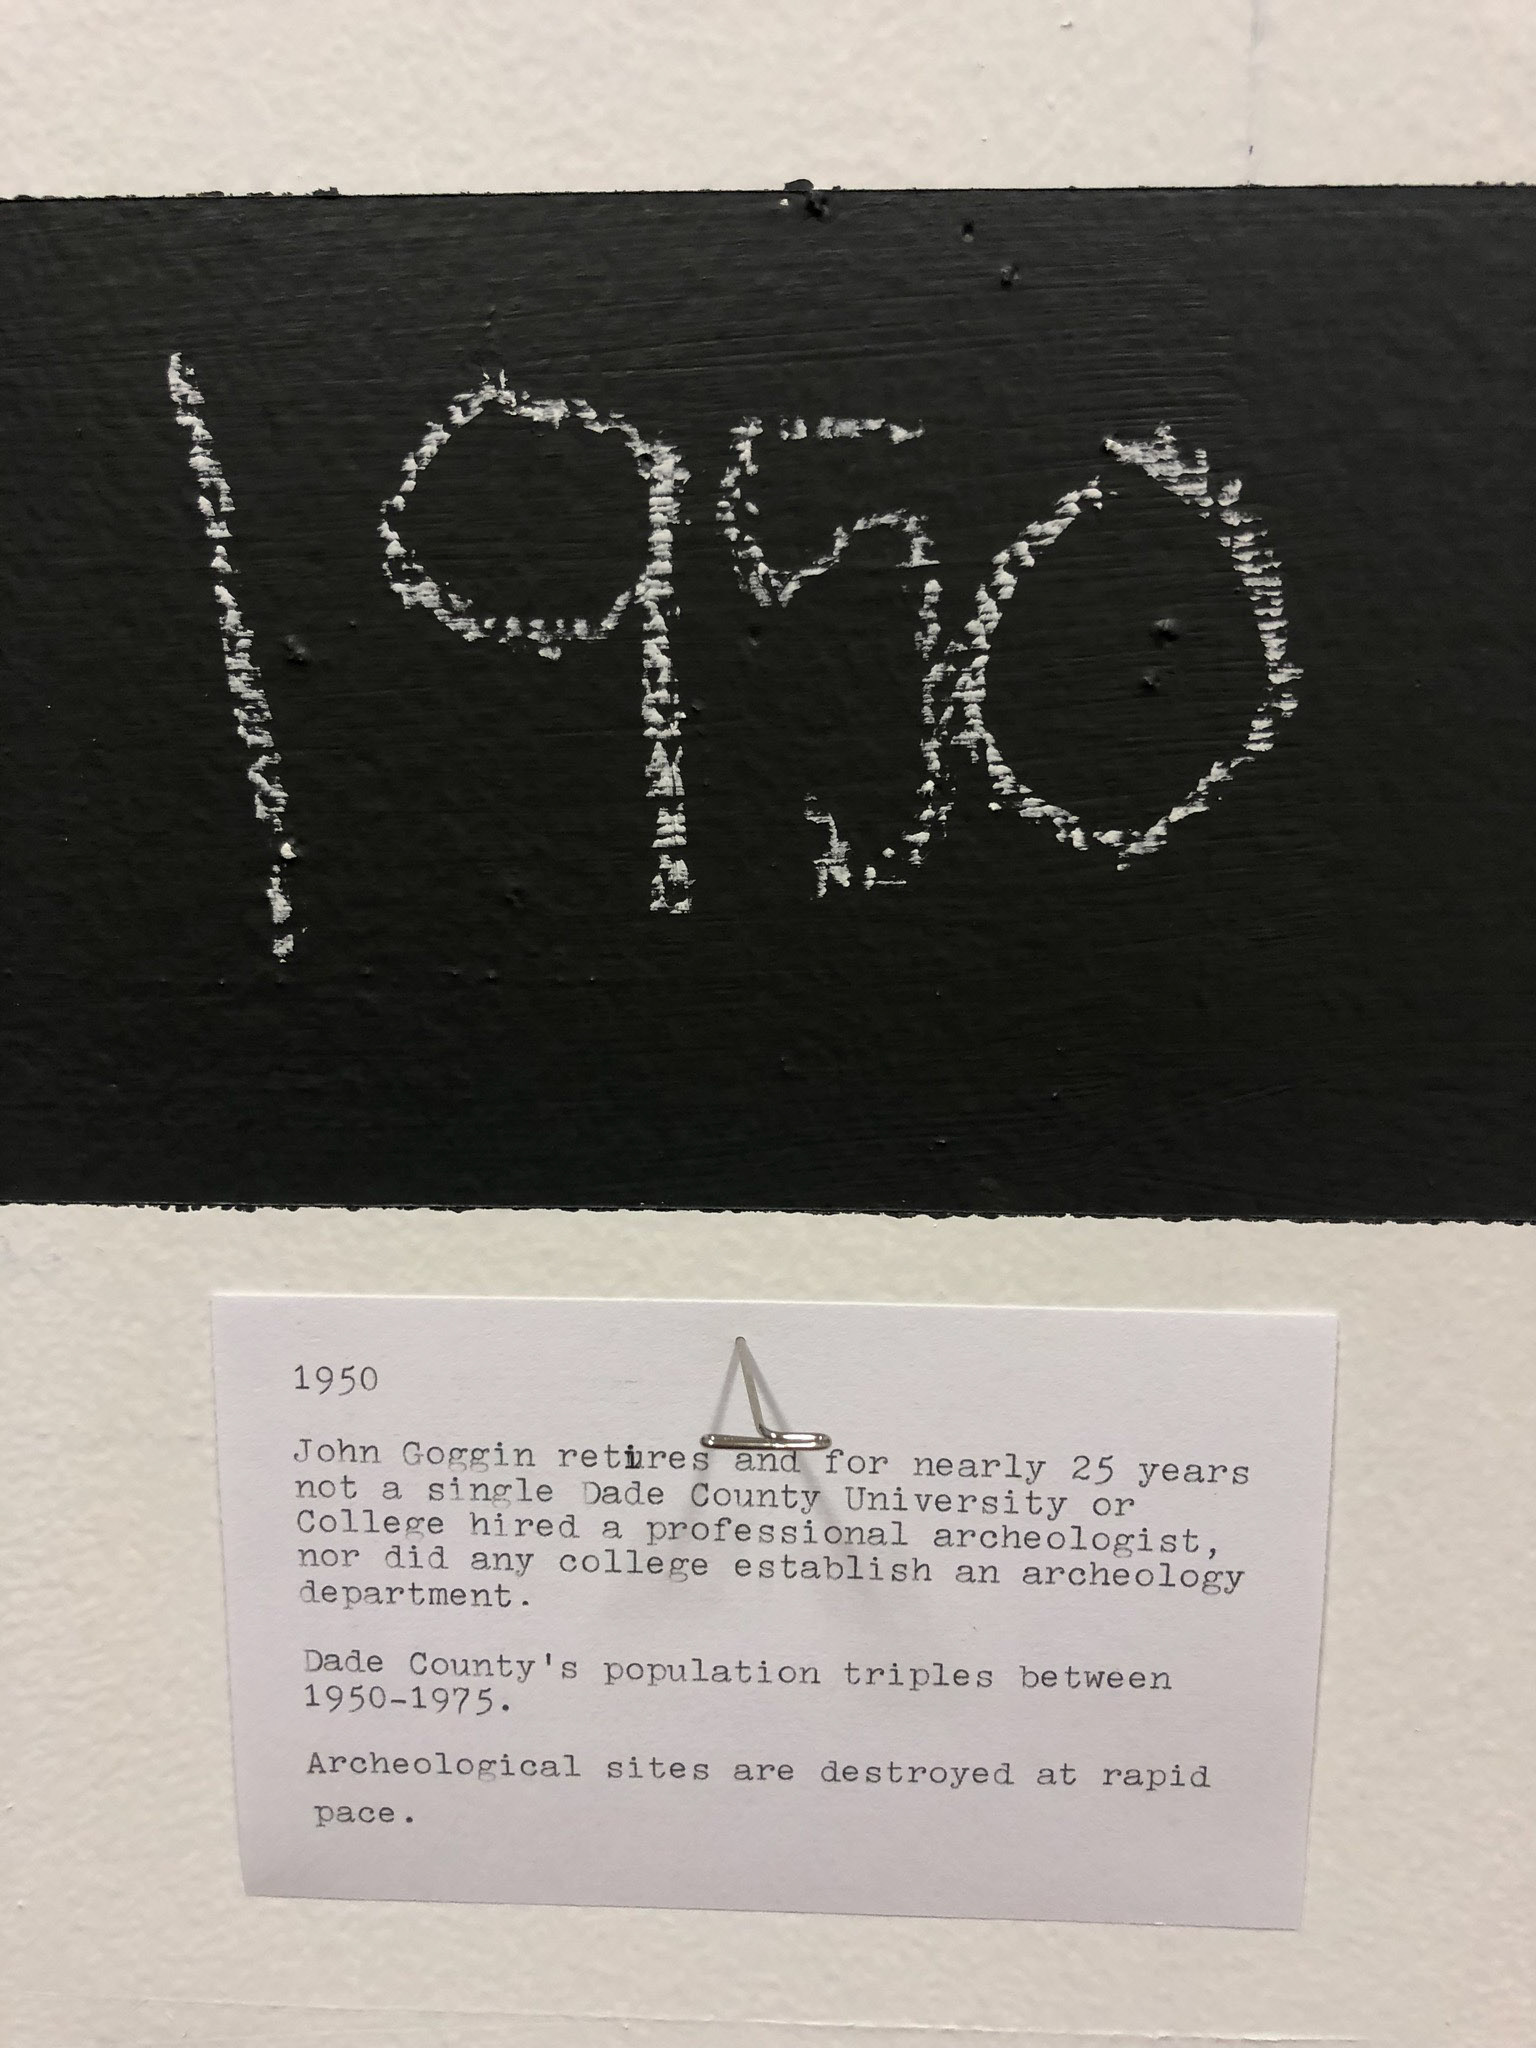 1950
1950
John Goggin retires and for nearly 25 years
not a single Dade County University or
College hired a professional archeologist,
nor did any college establish an archeology
department.
Dade County's population triples between
1950-1975.
Archeological sites are destroyed at rapid
pace.